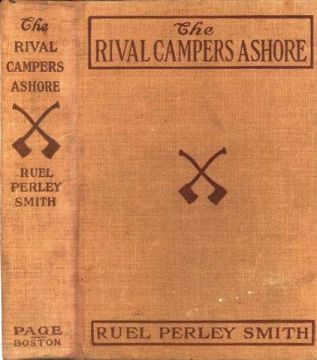 The
RIVAL
CAMPERS
ASHORE
RUEL
PERLEY
SMITH
PAGE
BOSTON
The
RIVAL CAMPERS ASHORE
RUEL PERLEY SMITH